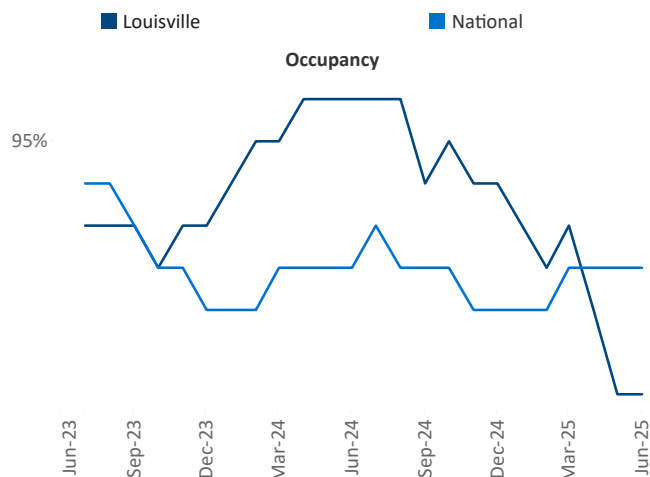 Louisville National
Occupancy
95%
Jun-23 Sep-23 Dec-23 Mar-24 Jun-24 Sep-24 Dec-24 Mar-25 Jun-25